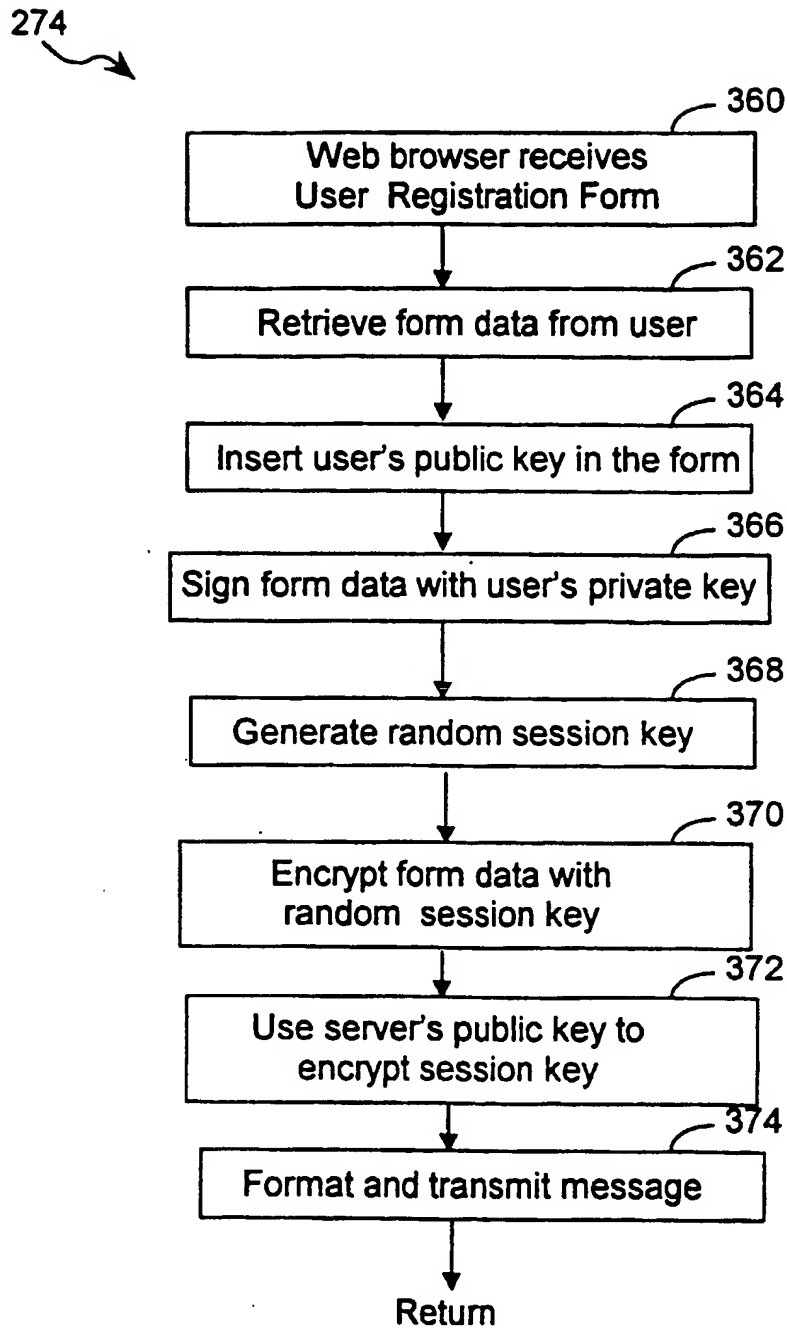 274
360
Web browser receives
User Registration Form
362
Retrieve form data from user
364
Insert user's public key in the form
366
Sign form data with user's private key
368
Generate random session key
370
Encrypt form data with
random session key
372
Use server's public key to
encrypt session key
374
Format and transmit message
Return